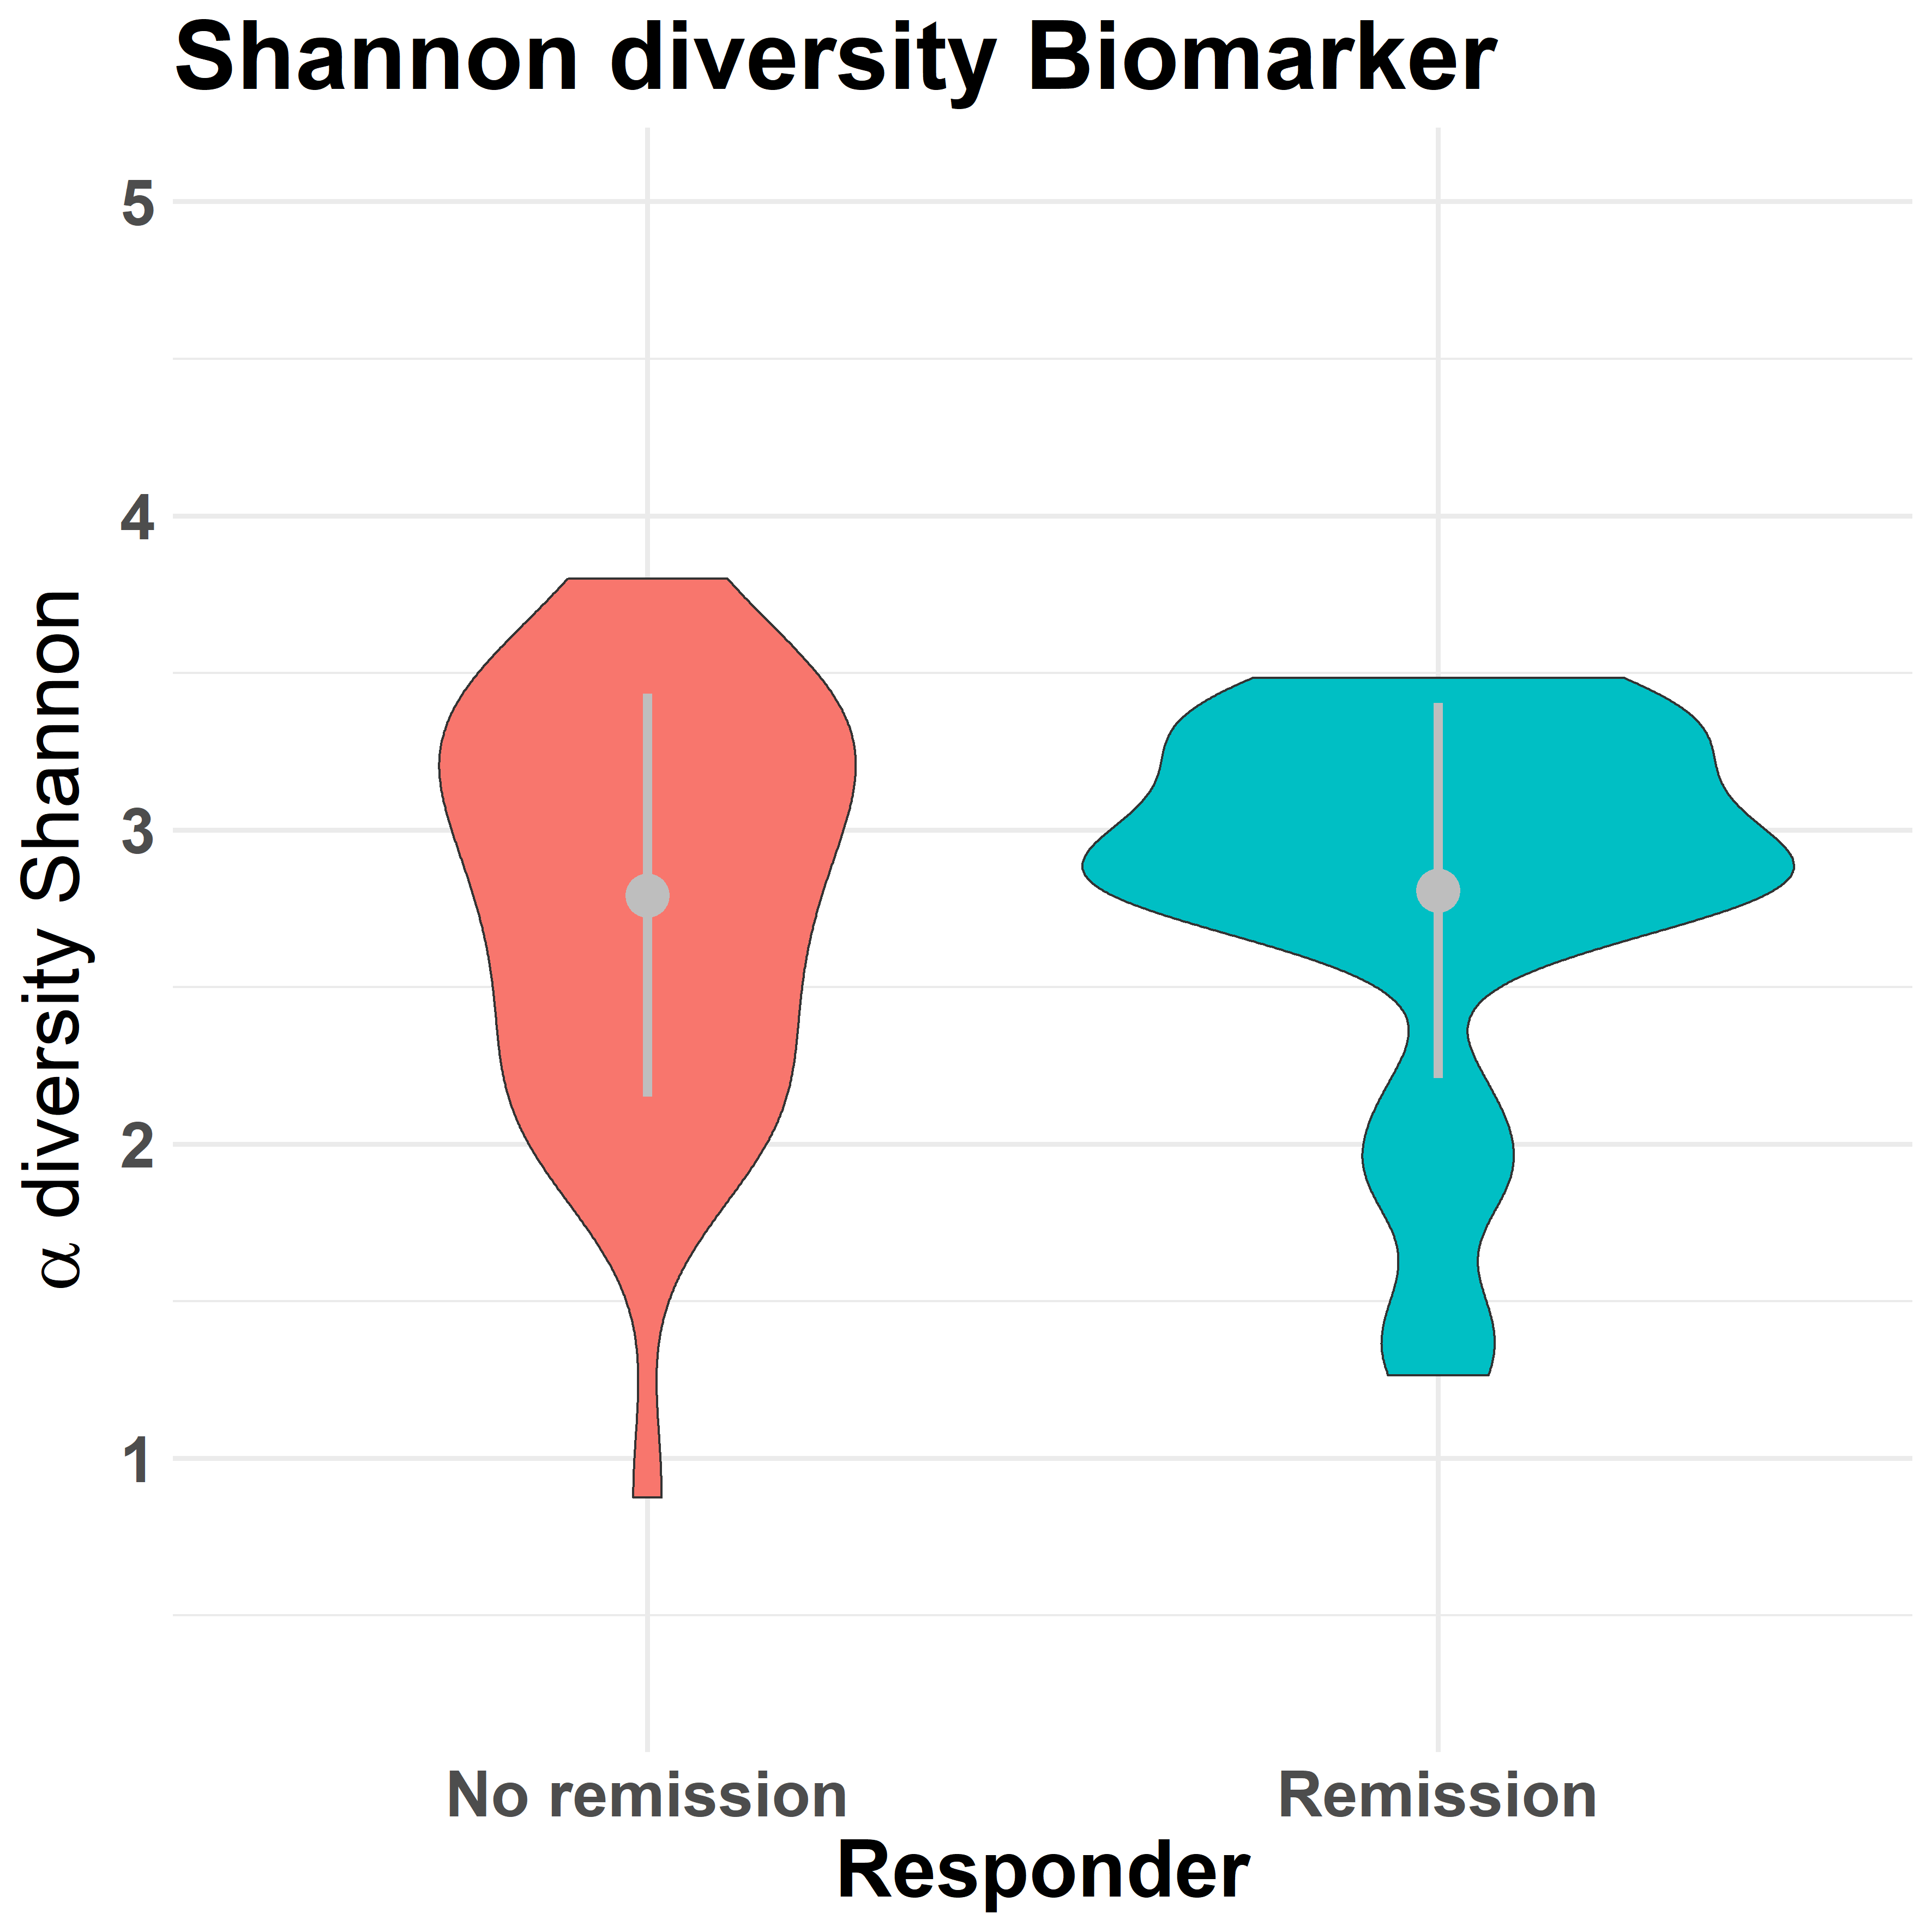 Shannon diversity Biomarker
α diversity Shannon
5
4
3
2
1
No remission
Remission
Responder